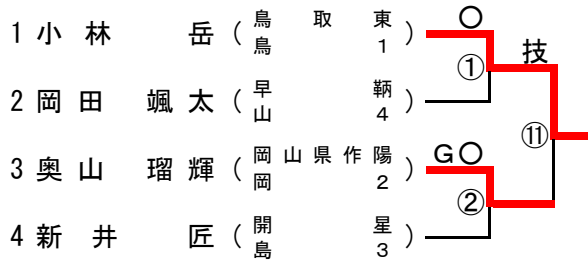 1 小林 岳 ( 鳥取東 鳥 1 ) ○
① 技
2 岡田 颯太 ( 早鞆 山 4 )
⑪
3 奥山 瑠輝 ( 岡山県作陽 岡 2 ) G○
②
4 新井 匠 ( 開星 島 3 )